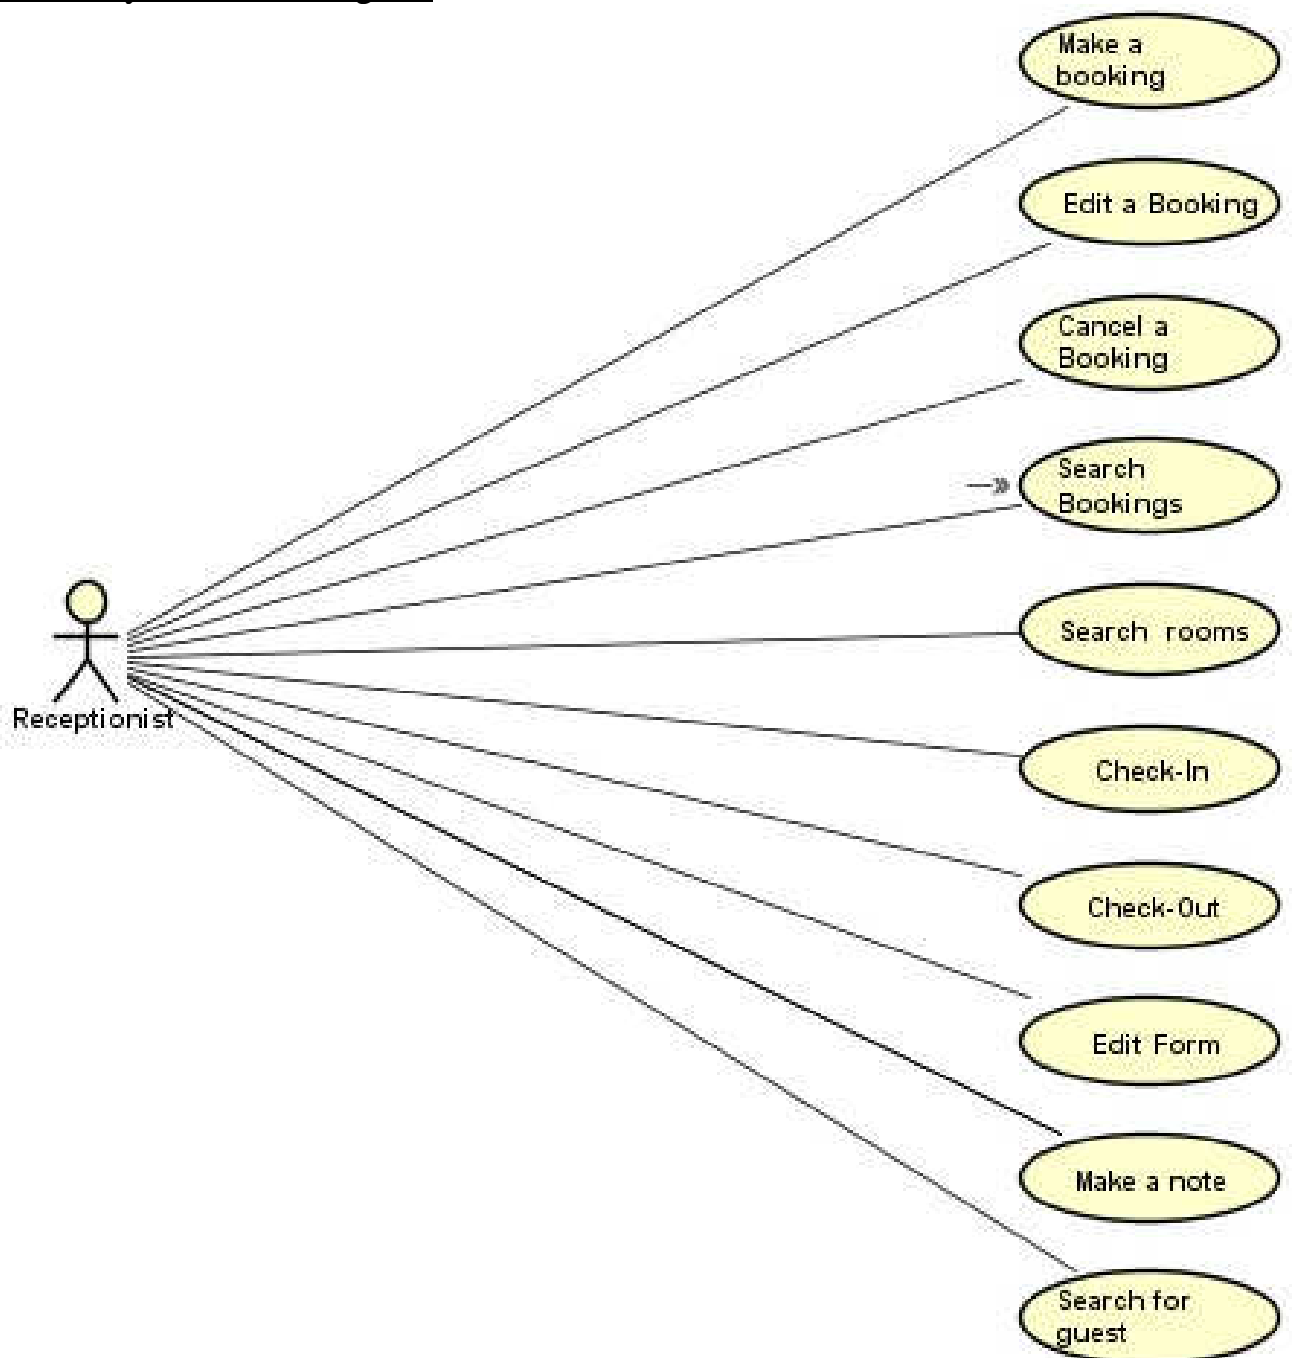 Make a
booking
Edit a Booking
Cancel a
Booking
Search
Bookings
Search rooms
Receptionist
Check-In
Check-Out
Edit Form
Make a note
Search for
guest